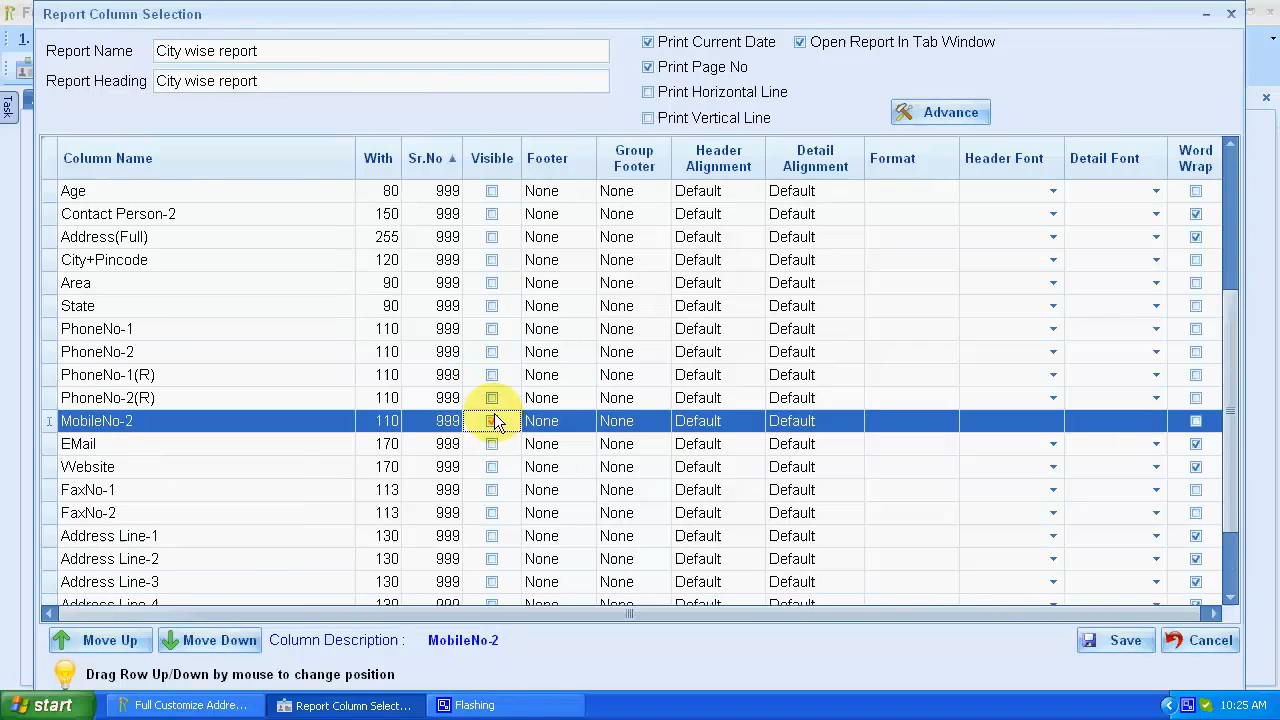 Report Column Selection
Report Name City wise report
Report Heading City wise report
Print Current Date Open Report In Tab Window
Print Page No
Print Horizontal Line
Print Vertical Line
Advance
1.
Task
Column Name With Sr.No Visible Footer Group Footer Header Alignment Detail Alignment Format Header Font Detail Font Word Wrap
Age 80 999 None None Default Default
Contact Person-2 150 999 None None Default Default
Address(Full) 255 999 None None Default Default
City+Pincode 120 999 None None Default Default
Area 90 999 None None Default Default
State 90 999 None None Default Default
PhoneNo-1 110 999 None None Default Default
PhoneNo-2 110 999 None None Default Default
PhoneNo-1(R) 110 999 None None Default Default
PhoneNo-2(R) 110 999 None None Default Default
MobileNo-2 110 999 None None Default Default
EMail 170 999 None None Default Default
Website 170 999 None None Default Default
FaxNo-1 113 999 None None Default Default
FaxNo-2 113 999 None None Default Default
Address Line-1 130 999 None None Default Default
Address Line-2 130 999 None None Default Default
Address Line-3 130 999 None None Default Default
Address Line-4 130 999 None None Default Default
Move Up Move Down Column Description : MobileNo-2 Save Cancel
Drag Row Up/Down by mouse to change position
start Full Customize Addre... Report Column Select... Flashing 10:25 AM